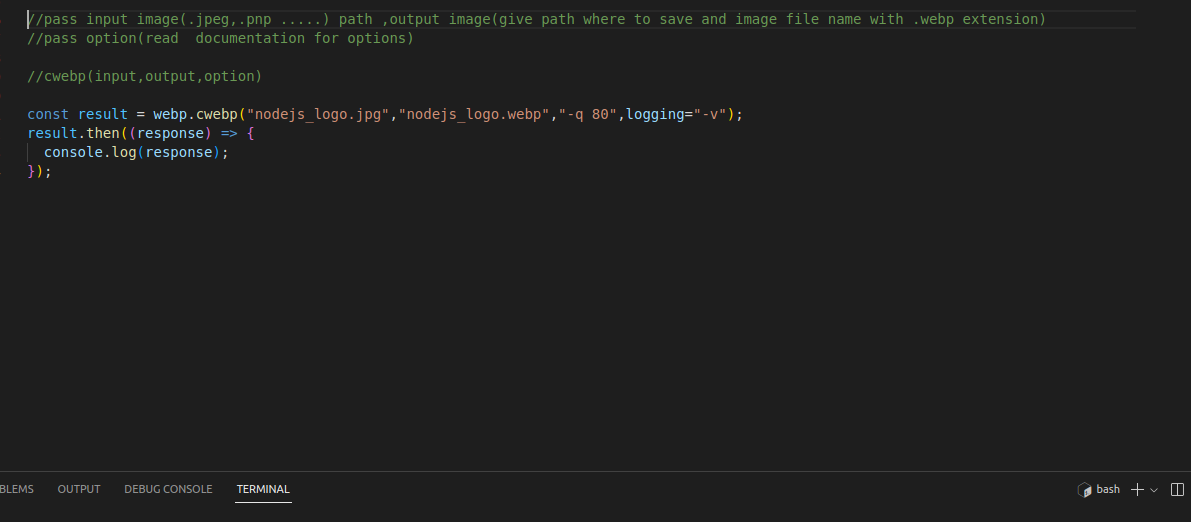 //pass input image(.jpeg,.pnp .....) path ,output image(give path where to save and image file name with .webp extension)
//pass option(read  documentation for options)
//cwebp(input,output,option)
const result = webp.cwebp("nodejs_logo.jpg","nodejs_logo.webp","-q 80",logging="-v");
result.then((response) => {
  console.log(response);
});
BLEMS OUTPUT DEBUG CONSOLE TERMINAL bash